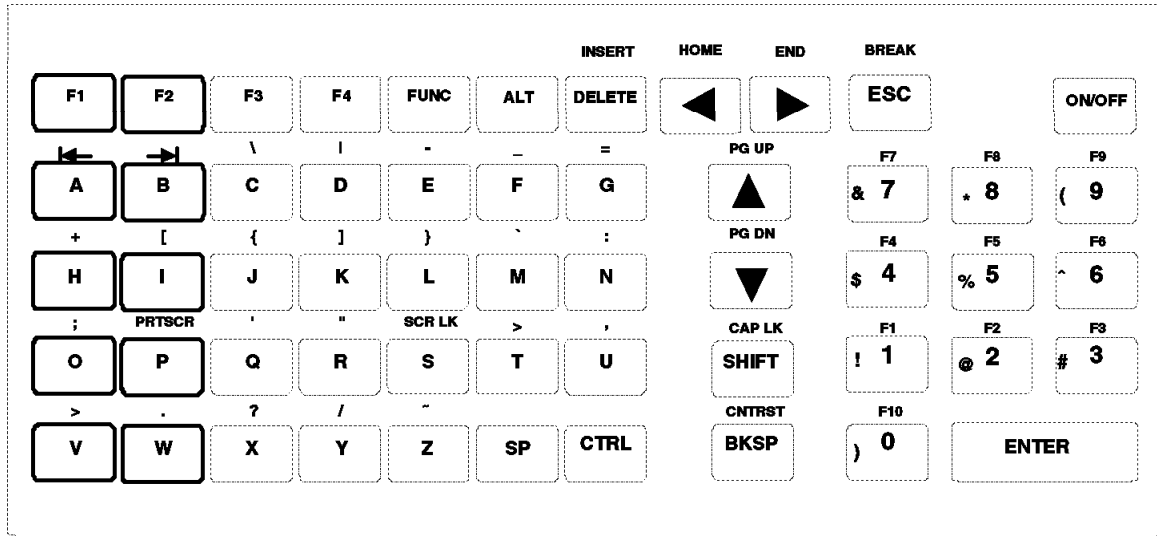 INSERT HOME END BREAK
F1 F2 F3 F4 FUNC ALT DELETE ESC ON/OFF
\ | - _ = PG UP F7 F8 F9
A B C D E F G & 7 * 8 ( 9
+ [ { ] } ` : PG DN F4 F5 F6
H I J K L M N $ 4 % 5 ^ 6
; PRTSCR ' " SCR LK > , CAP LK F1 F2 F3
O P Q R S T U SHIFT ! 1 @ 2 # 3
> . ? / ~ CNTRST F10
V W X Y Z SP CTRL BKSP ) 0 ENTER